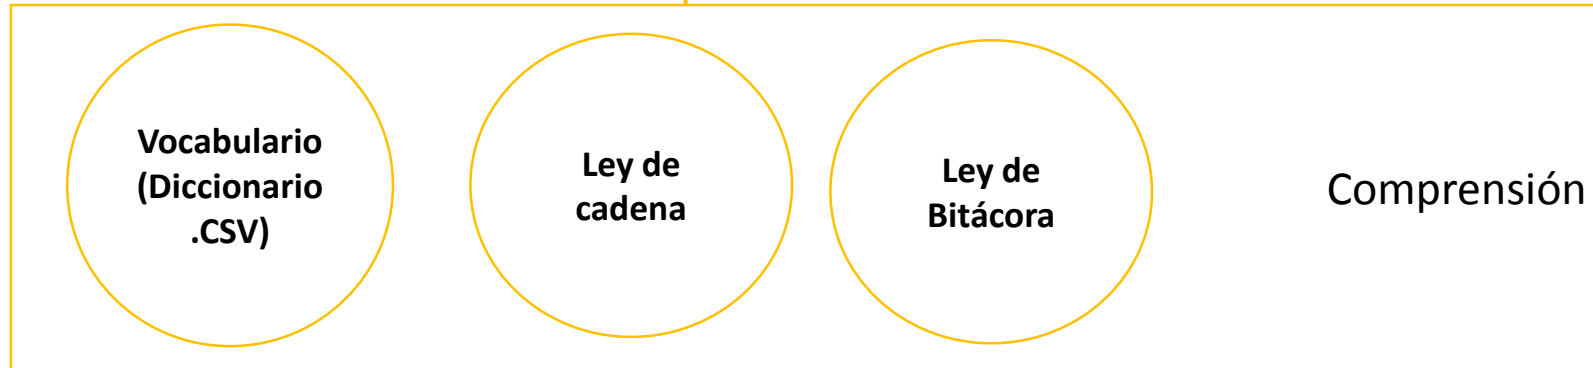 Vocabulario
(Diccionario
.CSV)
Ley de
cadena
Ley de
Bitácora
Comprensión